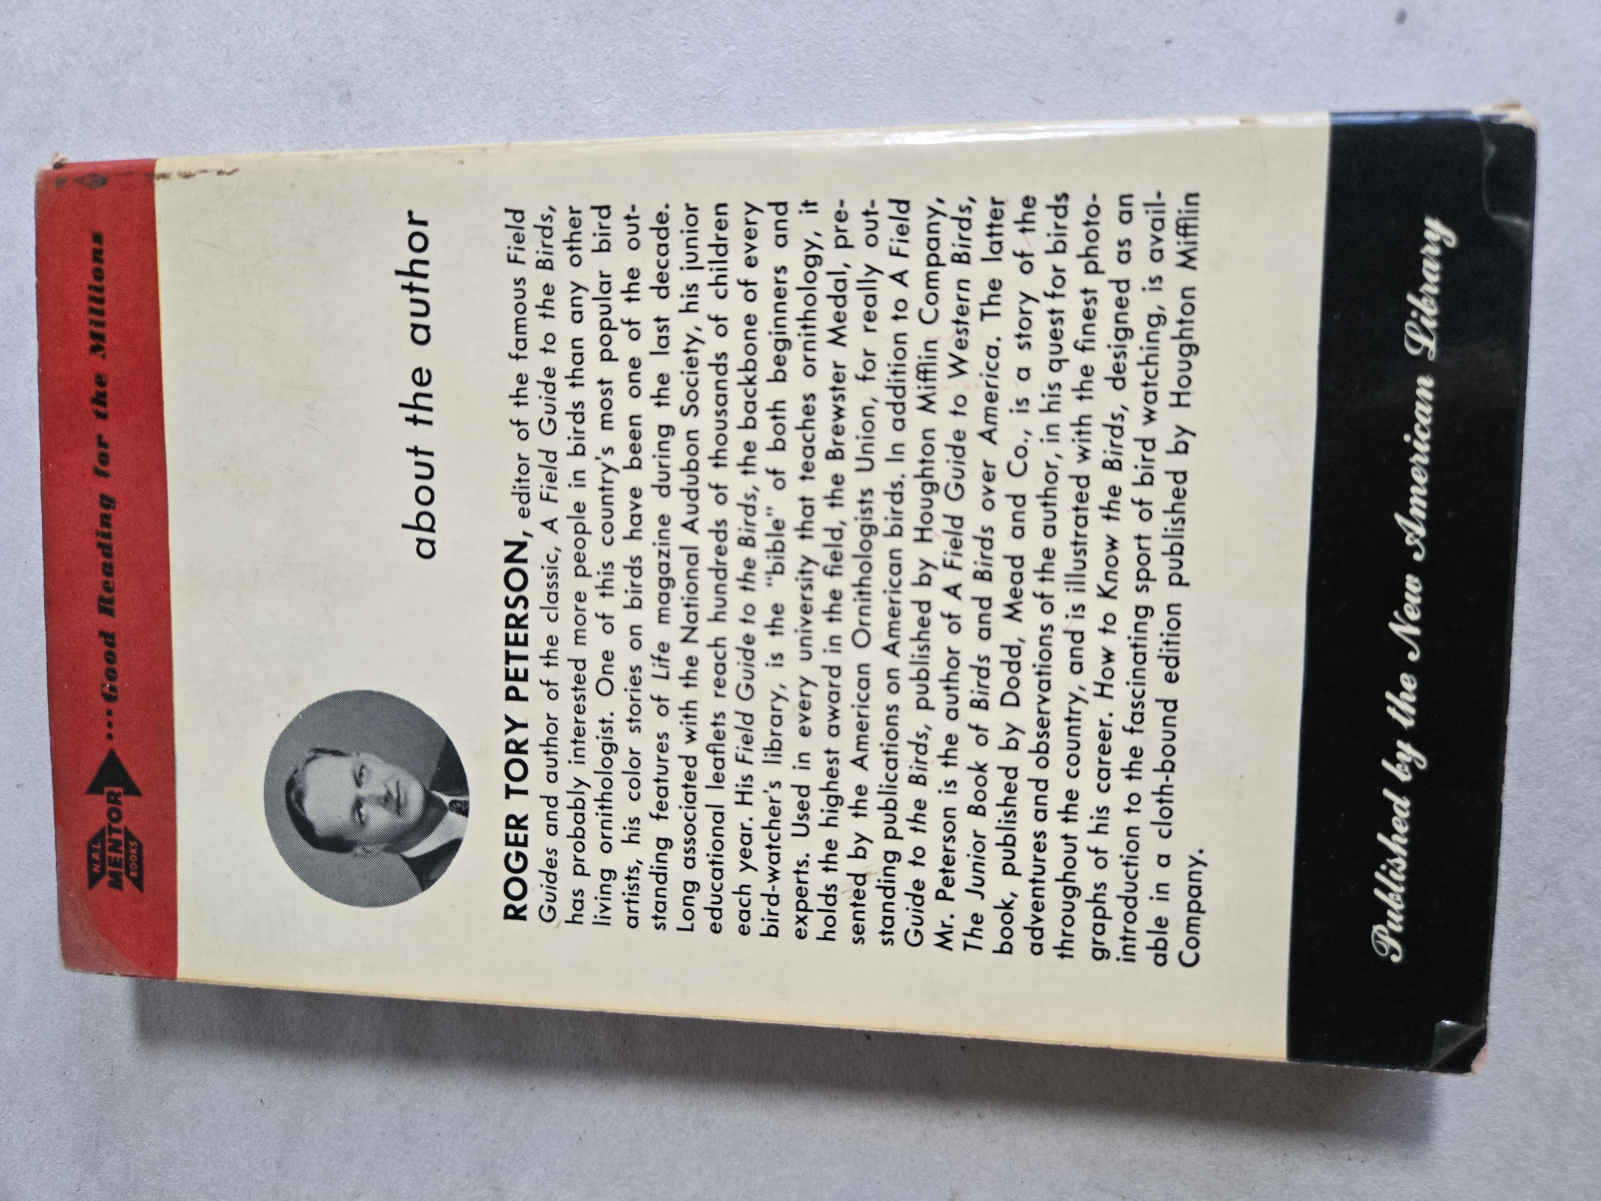 NAL
MENTOR
BOOKS
...Good Reading for the Millions
about the author
ROGER TORY PETERSON, editor of the famous Field
Guides and author of the classic, A Field Guide to the Birds,
has probably interested more people in birds than any other
living ornithologist. One of this country's most popular bird
artists, his color stories on birds have been one of the out-
standing features of Life magazine during the last decade.
Long associated with the National Audubon Society, his junior
educational leaflets reach hundreds of thousands of children
each year. His Field Guide to the Birds, the backbone of every
bird-watcher's library, is the "bible" of both beginners and
experts. Used in every university that teaches ornithology, it
holds the highest award in the field, the Brewster Medal, pre-
sented by the American Ornithologists Union, for really out-
standing publications on American birds. In addition to A Field
Guide to the Birds, published by Houghton Mifflin Company,
Mr. Peterson is the author of A Field Guide to Western Birds,
The Junior Book of Birds and Birds over America. The latter
book, published by Dodd, Mead and Co., is a story of the
adventures and observations of the author, in his quest for birds
throughout the country, and is illustrated with the finest photo-
graphs of his career. How to Know the Birds, designed as an
introduction to the fascinating sport of bird watching, is avail-
able in a cloth-bound edition published by Houghton Mifflin
Company.
Published by the New American Library